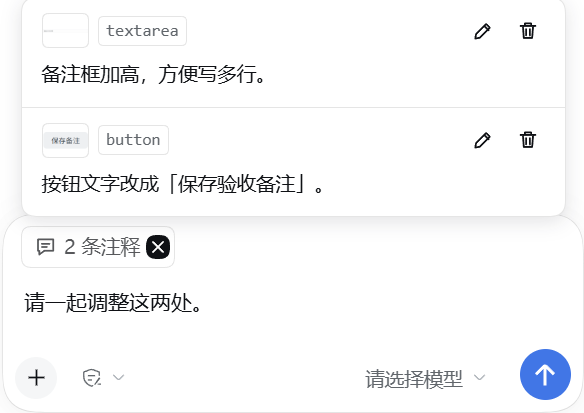 textarea
备注框加高，方便写多行。
保存备注
button
按钮文字改成「保存验收备注」。
2 条注释
请一起调整这两处。
请选择模型